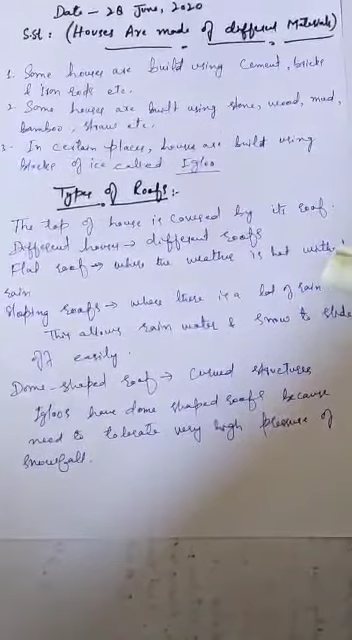 Date - 28 June, 2020
S.st : (Houses Are made of different Materials)
1. Some houses are build using Cement, bricks
& Iron rods etc.
2. Some houses are built using stone, wood, mud,
bamboo, straw etc.
3. In certain places, houses are build using
blocks of ice called Igloo
Types of Roofs:-
The top of house is covered by its roof.
Different houses → different roofs
Flat roof → where the weather is hot with
rain
Sloping roofs → where there is a lot of rain
This allows rain water & snow to slide
off easily.
Dome-shaped roof → Curved structures
Igloos have dome shaped roofs because
need to tolerate very high pressure of
snowfall.